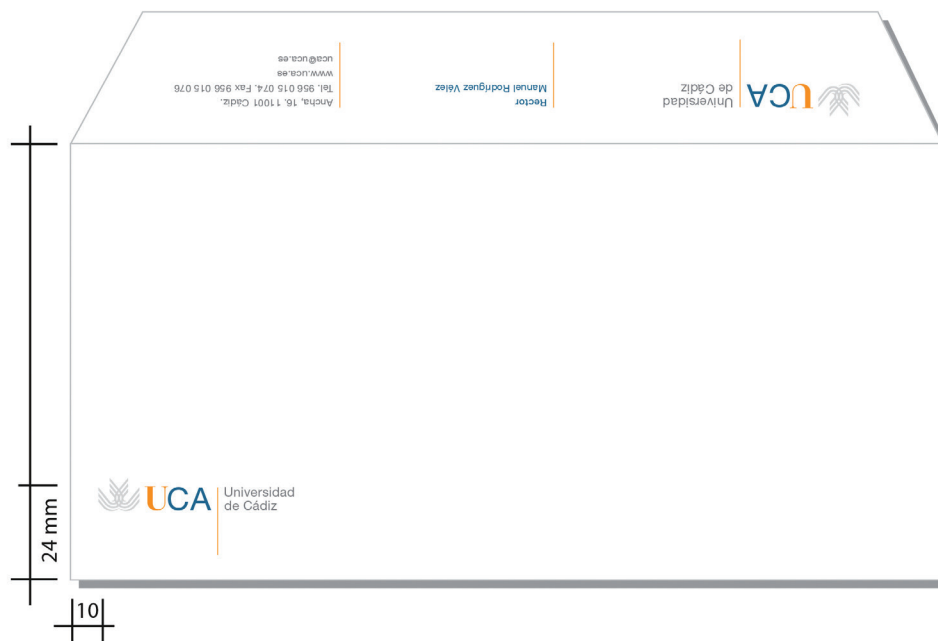 UCA
Universidad
de Cádiz
Rector
Manuel Rodríguez Vélez
Ancha, 16. 11001 Cádiz.
Tel. 956 015 074. Fax 956 015 076
www.uca.es
uca@uca.es
UCA
Universidad
de Cádiz
24 mm
10